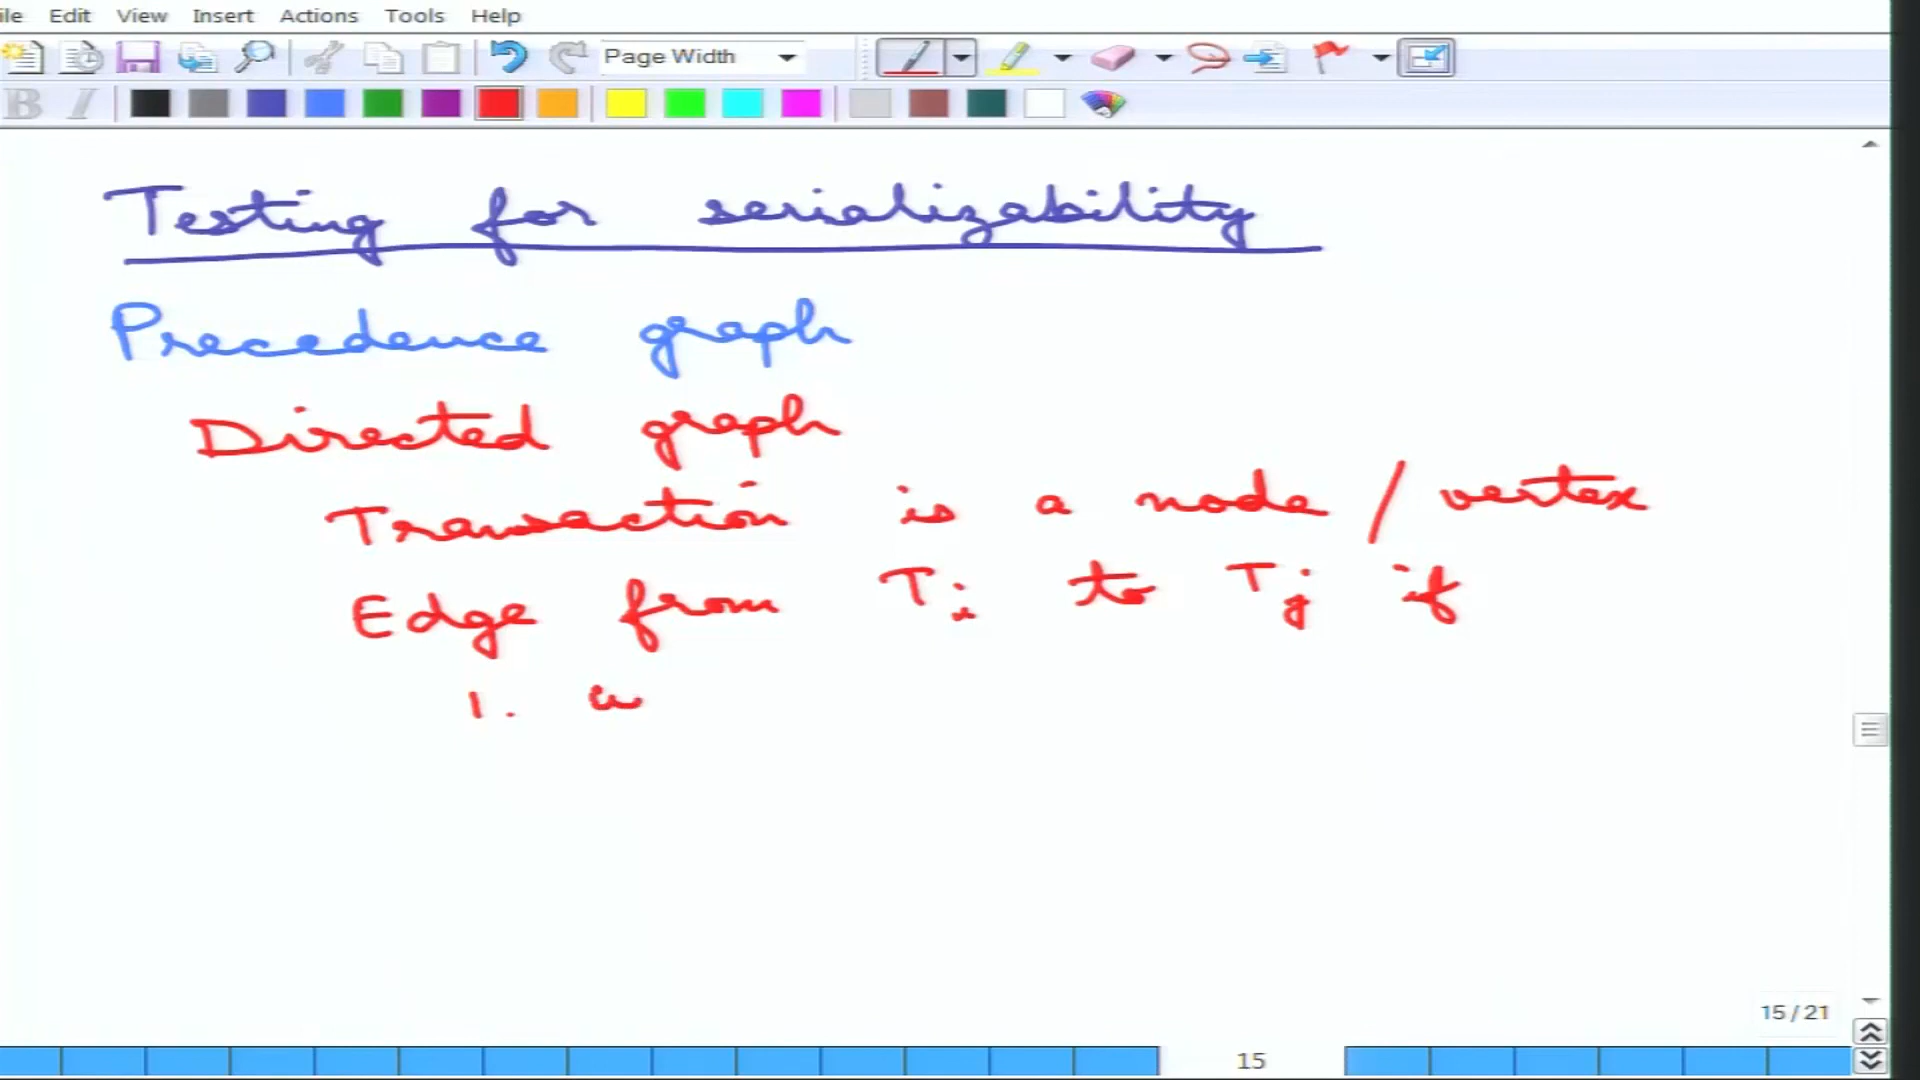 ile Edit View Insert Actions Tools Help
Page Width
B I
Testing for serializability
Precedence graph
Directed graph
Transaction is a node / vertex
Edge from Ti to Tj if
1. w
15 / 21
15